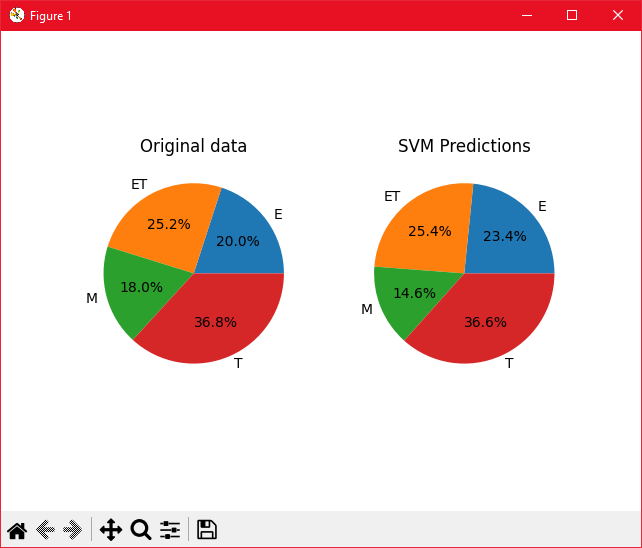 Figure 1
Original data
ET
E
25.2%
20.0%
18.0%
M
36.8%
T
SVM Predictions
ET
E
25.4%
23.4%
14.6%
M
36.6%
T